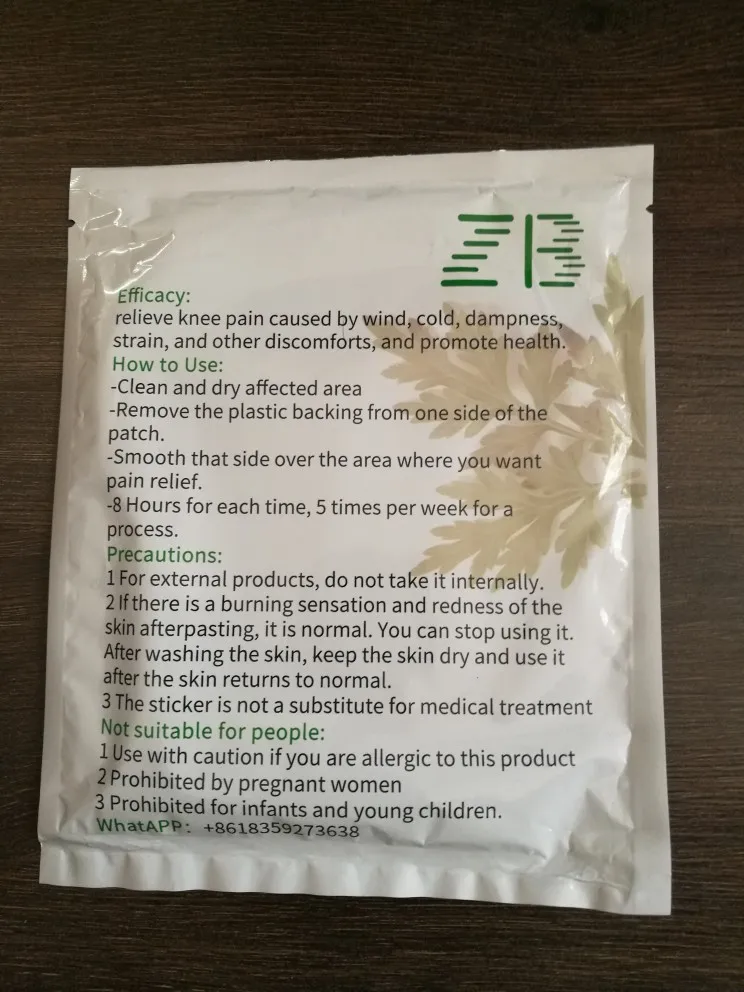 ZB
Efficacy:
relieve knee pain caused by wind, cold, dampness,
strain, and other discomforts, and promote health.
How to Use:
-Clean and dry affected area
-Remove the plastic backing from one side of the
patch.
-Smooth that side over the area where you want
pain relief.
-8 Hours for each time, 5 times per week for a
process.
Precautions:
1 For external products, do not take it internally.
2 If there is a burning sensation and redness of the
skin afterpasting, it is normal. You can stop using it.
After washing the skin, keep the skin dry and use it
after the skin returns to normal.
3 The sticker is not a substitute for medical treatment
Not suitable for people:
1 Use with caution if you are allergic to this product
2 Prohibited by pregnant women
3 Prohibited for infants and young children.
WhatAPP: +8618359273638